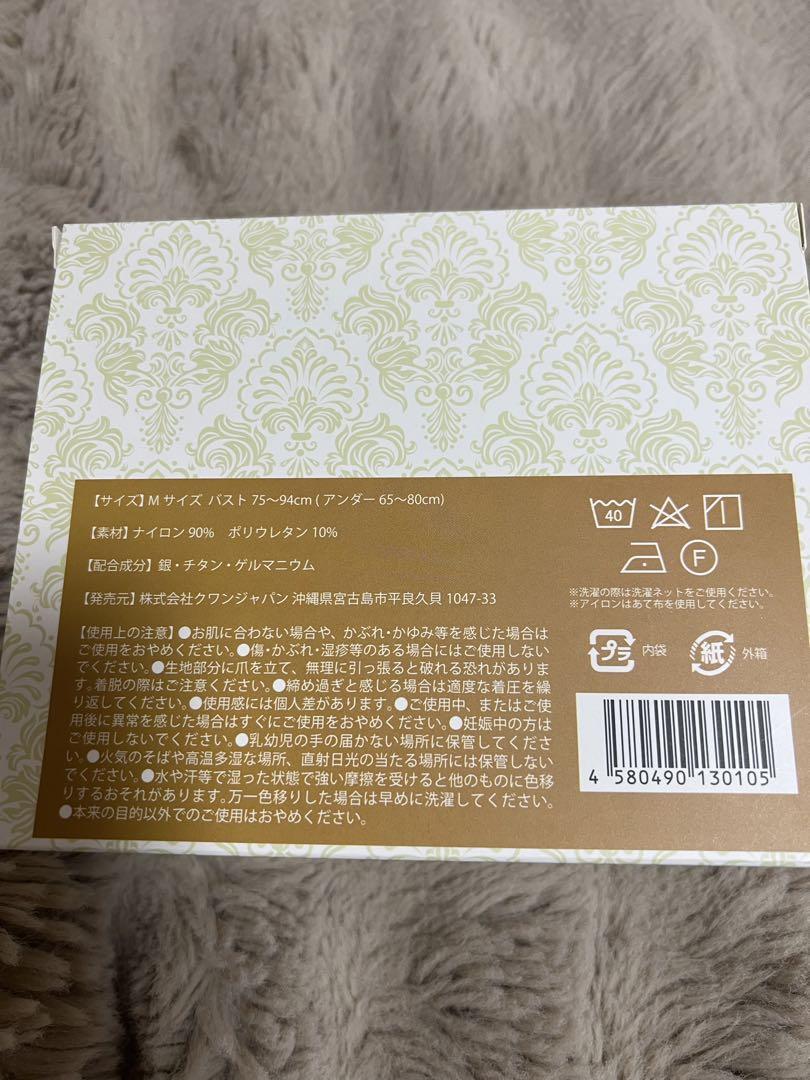 【サイズ】M サイズ バスト 75〜94cm ( アンダー 65〜80cm)
【素材】ナイロン 90% ポリウレタン 10%
【配合成分】銀・チタン・ゲルマニウム
【発売元】株式会社クワンジャパン 沖縄県宮古島市平良久貝 1047-33
【使用上の注意】●お肌に合わない場合や、かぶれ・かゆみ等を感じた場合は
ご使用をおやめください。●傷・かぶれ・湿疹等のある場合にはご使用しない
でください。●生地部分に爪を立て、無理に引っ張ると破れる恐れがありま
す。着脱の際はご注意ください。●締め過ぎと感じる場合は適度な着圧を繰
り返してください。●使用感には個人差があります。●ご使用中、またはご使
用後に異常を感じた場合はすぐにご使用をおやめください。●妊娠中の方は
ご使用しないでください。●乳幼児の手の届かない場所に保管してくださ
い。●火気のそばや高温多湿な場所、直射日光の当たる場所には保管しない
でください。●水や汗等で湿った状態で強い摩擦を受けると他のものに色移
りするおそれがあります。万一色移りした場合は早めに洗濯してください。
●本来の目的以外でのご使用はおやめください。
40
F
※洗濯の際は洗濯ネットをご使用ください。
※アイロンはあて布を使用してください。
プラ 内袋
紙 外箱
4 580490 130105